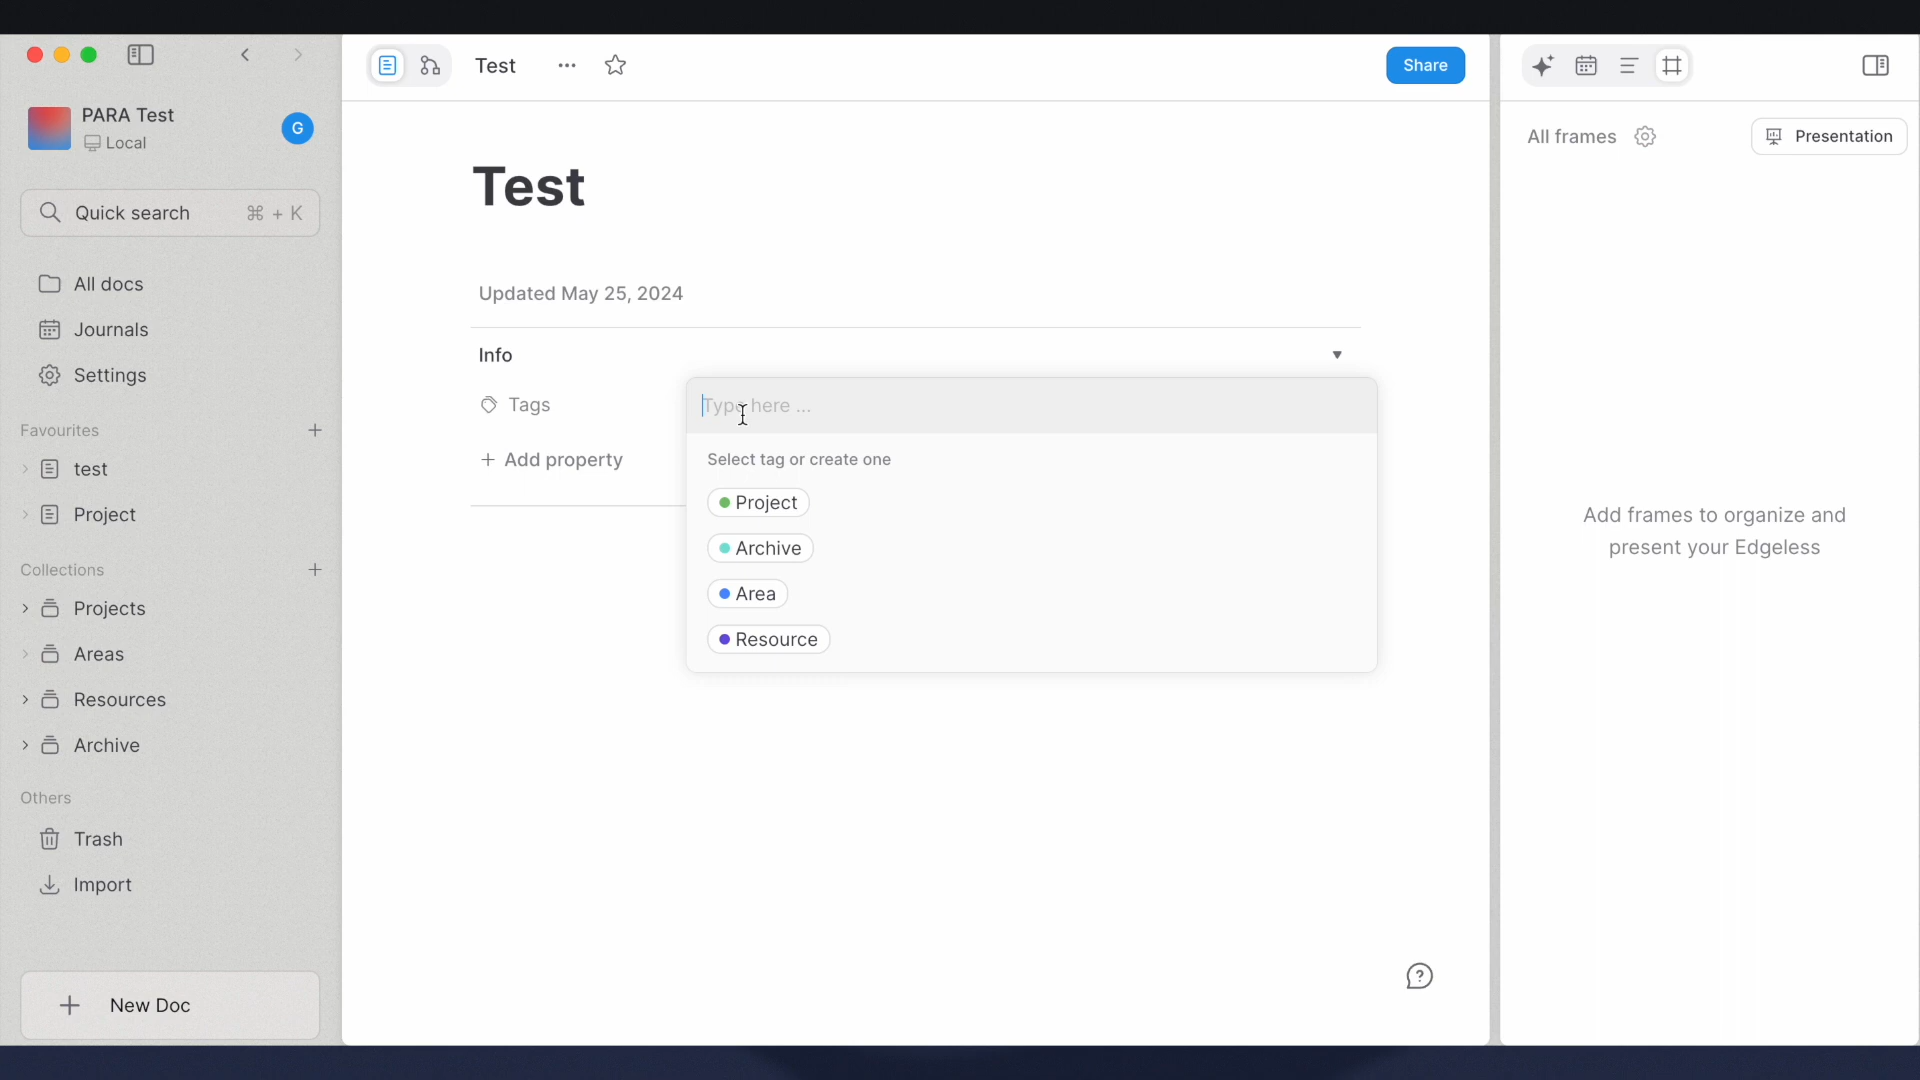 PARA Test
Local
G
Quick search ⌘ + K
All docs
Journals
Settings
Favourites
test
Project
Collections
Projects
Areas
Resources
Archive
Others
Trash
Import
New Doc
Test
Share
Test
Updated May 25, 2024
Info
Tags
Type here ...
Add property
Select tag or create one
Project
Archive
Area
Resource
All frames
Presentation
Add frames to organize and
present your Edgeless